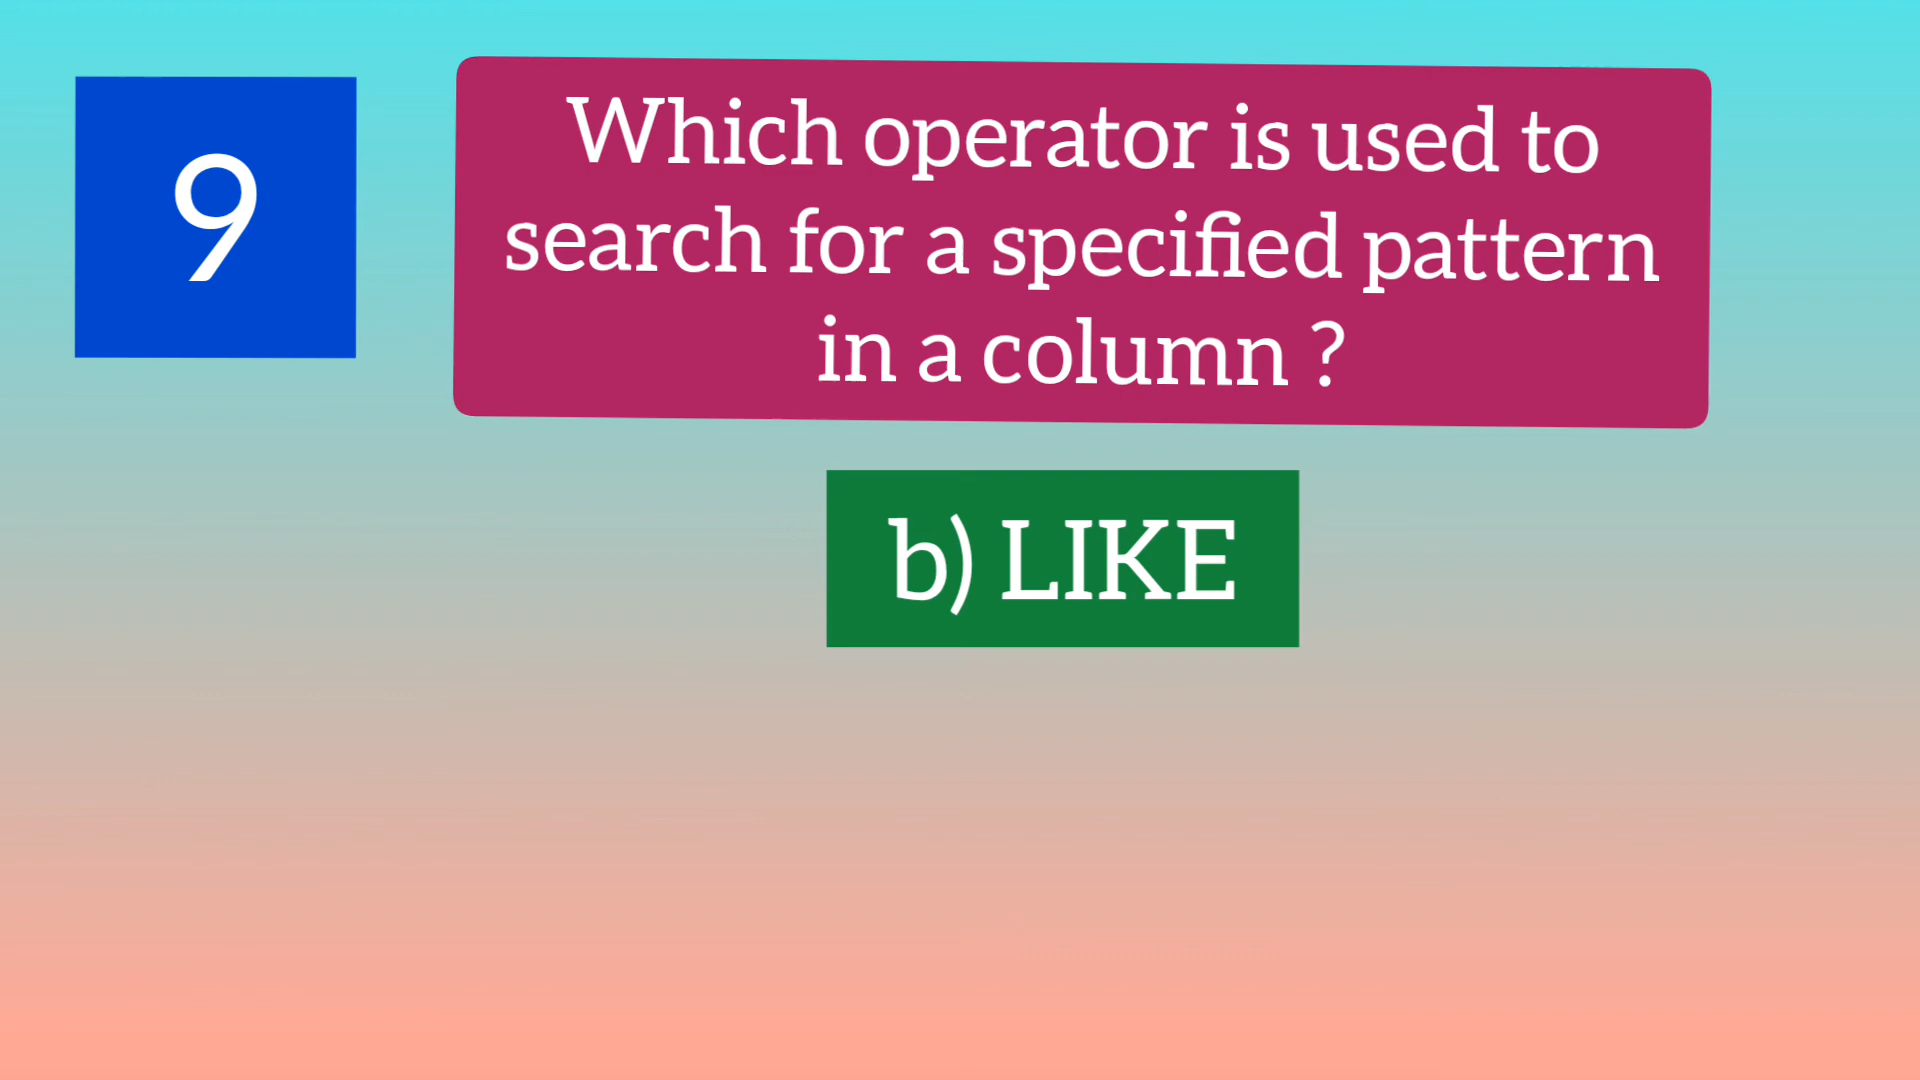 9
Which operator is used to
search for a specified pattern
in a column ?
b) LIKE